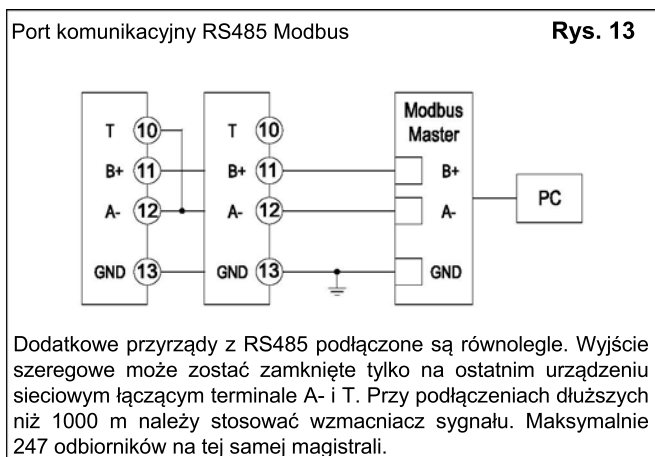 Port komunikacyjny RS485 Modbus Rys. 13
T 10 T 10 Modbus Master
B+ 11 B+ 11 B+
A- 12 A- 12 A- PC
GND 13 GND 13 GND
Dodatkowe przyrządy z RS485 podłączone są równolegle. Wyjście
szeregowe może zostać zamknięte tylko na ostatnim urządzeniu
sieciowym łączącym terminale A- i T. Przy podłączeniach dłuższych
niż 1000 m należy stosować wzmacniacz sygnału. Maksymalnie
247 odbiorników na tej samej magistrali.